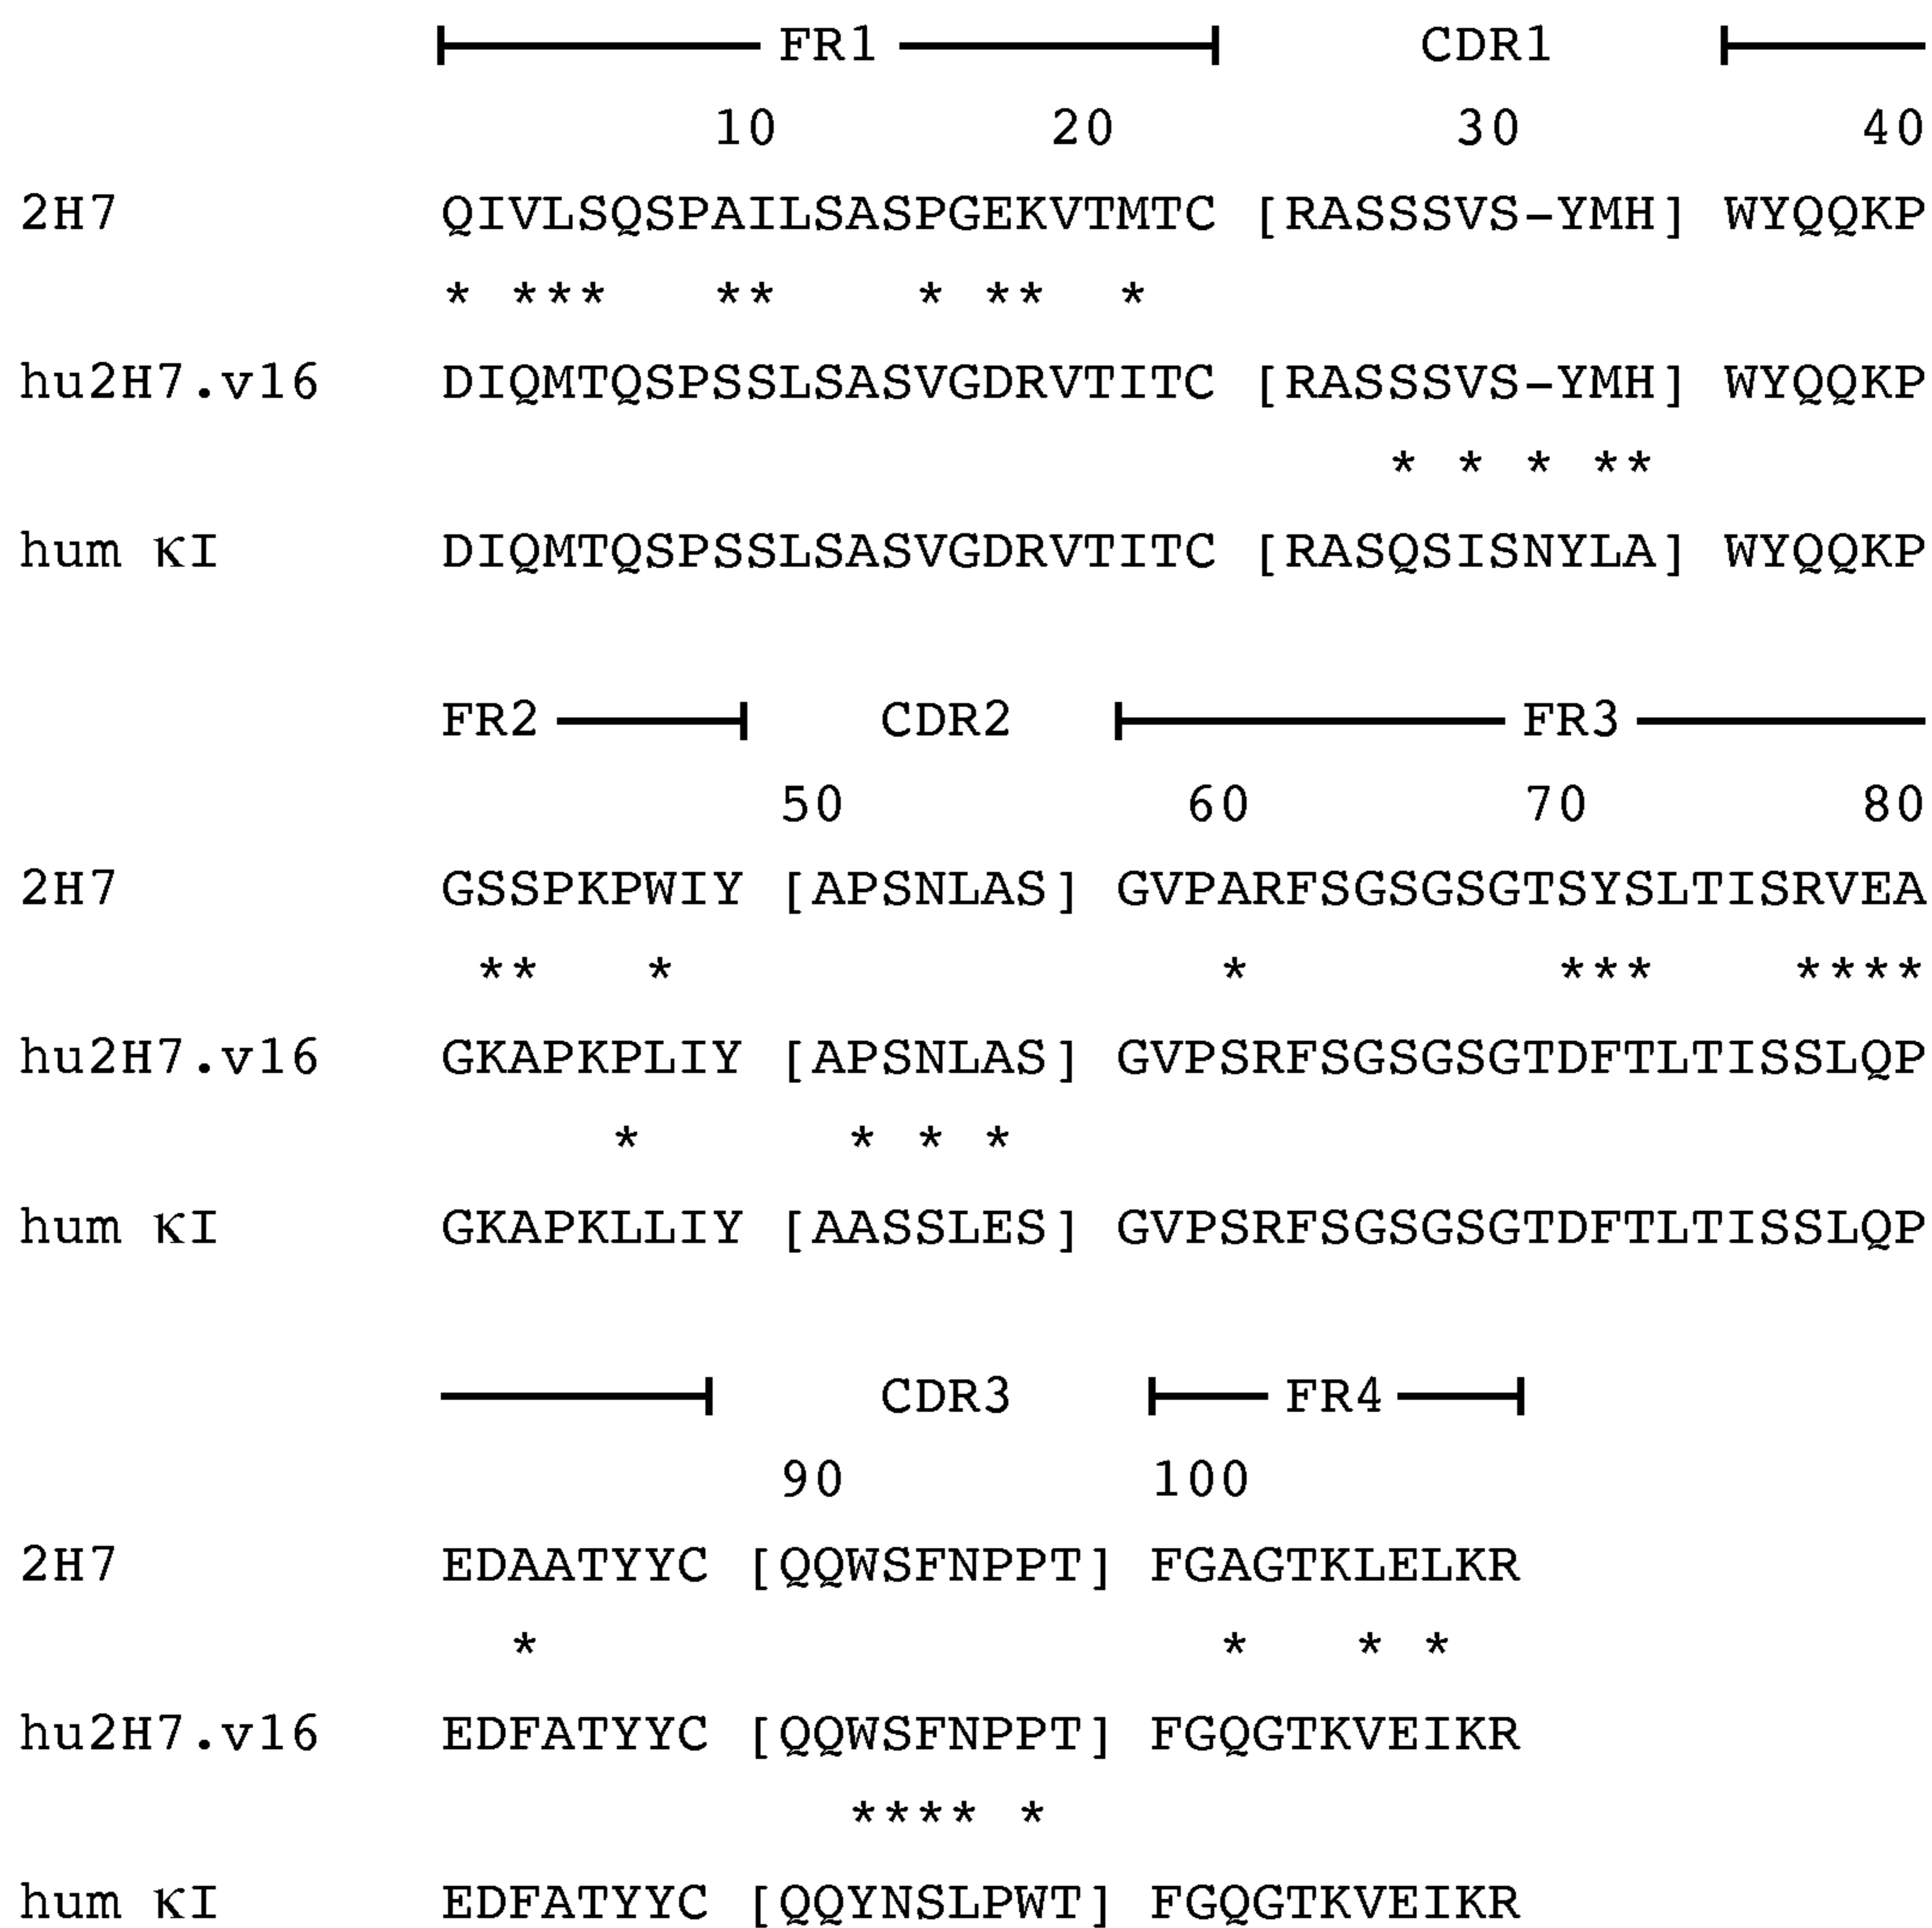 FR1 CDR1
10 20 30 40
2H7 QIVLSQSPAILSASPGEKVTMTC [RASSSVS-YMH] WYQQKP
* *** ** * ** *
hu2H7.v16 DIQMTQSPSSLSASVGDRVTITC [RASSSVS-YMH] WYQQKP
* * * **
hum κI DIQMTQSPSSLSASVGDRVTITC [RASQSISNYLA] WYQQKP
FR2 CDR2 FR3
50 60 70 80
2H7 GSSPKPWIY [APSNLAS] GVPARFSGSGSGTSYSLTISRVEA
** * * *** ****
hu2H7.v16 GKAPKPLIY [APSNLAS] GVPSRFSGSGSGTDFTLTISSLQP
* * * *
hum κI GKAPKLLIY [AASSLES] GVPSRFSGSGSGTDFTLTISSLQP
CDR3 FR4
90 100
2H7 EDAATYYC [QQWSFNPPT] FGAGTKLELKR
* * * *
hu2H7.v16 EDFATYYC [QQWSFNPPT] FGQGTKVEIKR
**** *
hum κI EDFATYYC [QQYNSLPWT] FGQGTKVEIKR